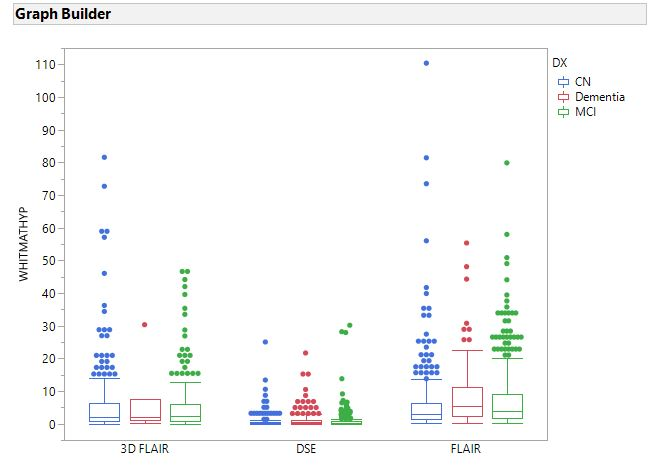 Graph Builder
DX
CN
Dementia
MCI
WHITMATHYP
110
100
90
80
70
60
50
40
30
20
10
0
3D FLAIR DSE FLAIR